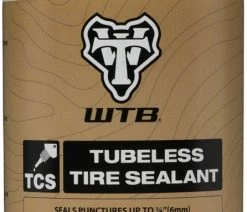 WTB®
TCS
TUBELESS
TIRE SEALANT
SEALS PUNCTURES UP TO ¼"(6mm)